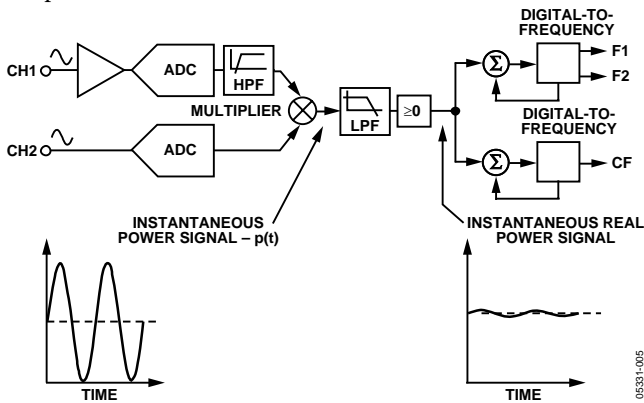 DIGITAL-TO-
FREQUENCY
CH1
ADC
HPF
Σ
F1
F2
MULTIPLIER
LPF
≥0
DIGITAL-TO-
FREQUENCY
CH2
ADC
Σ
CF
INSTANTANEOUS
POWER SIGNAL – p(t)
INSTANTANEOUS REAL
POWER SIGNAL
TIME
TIME
05331-005